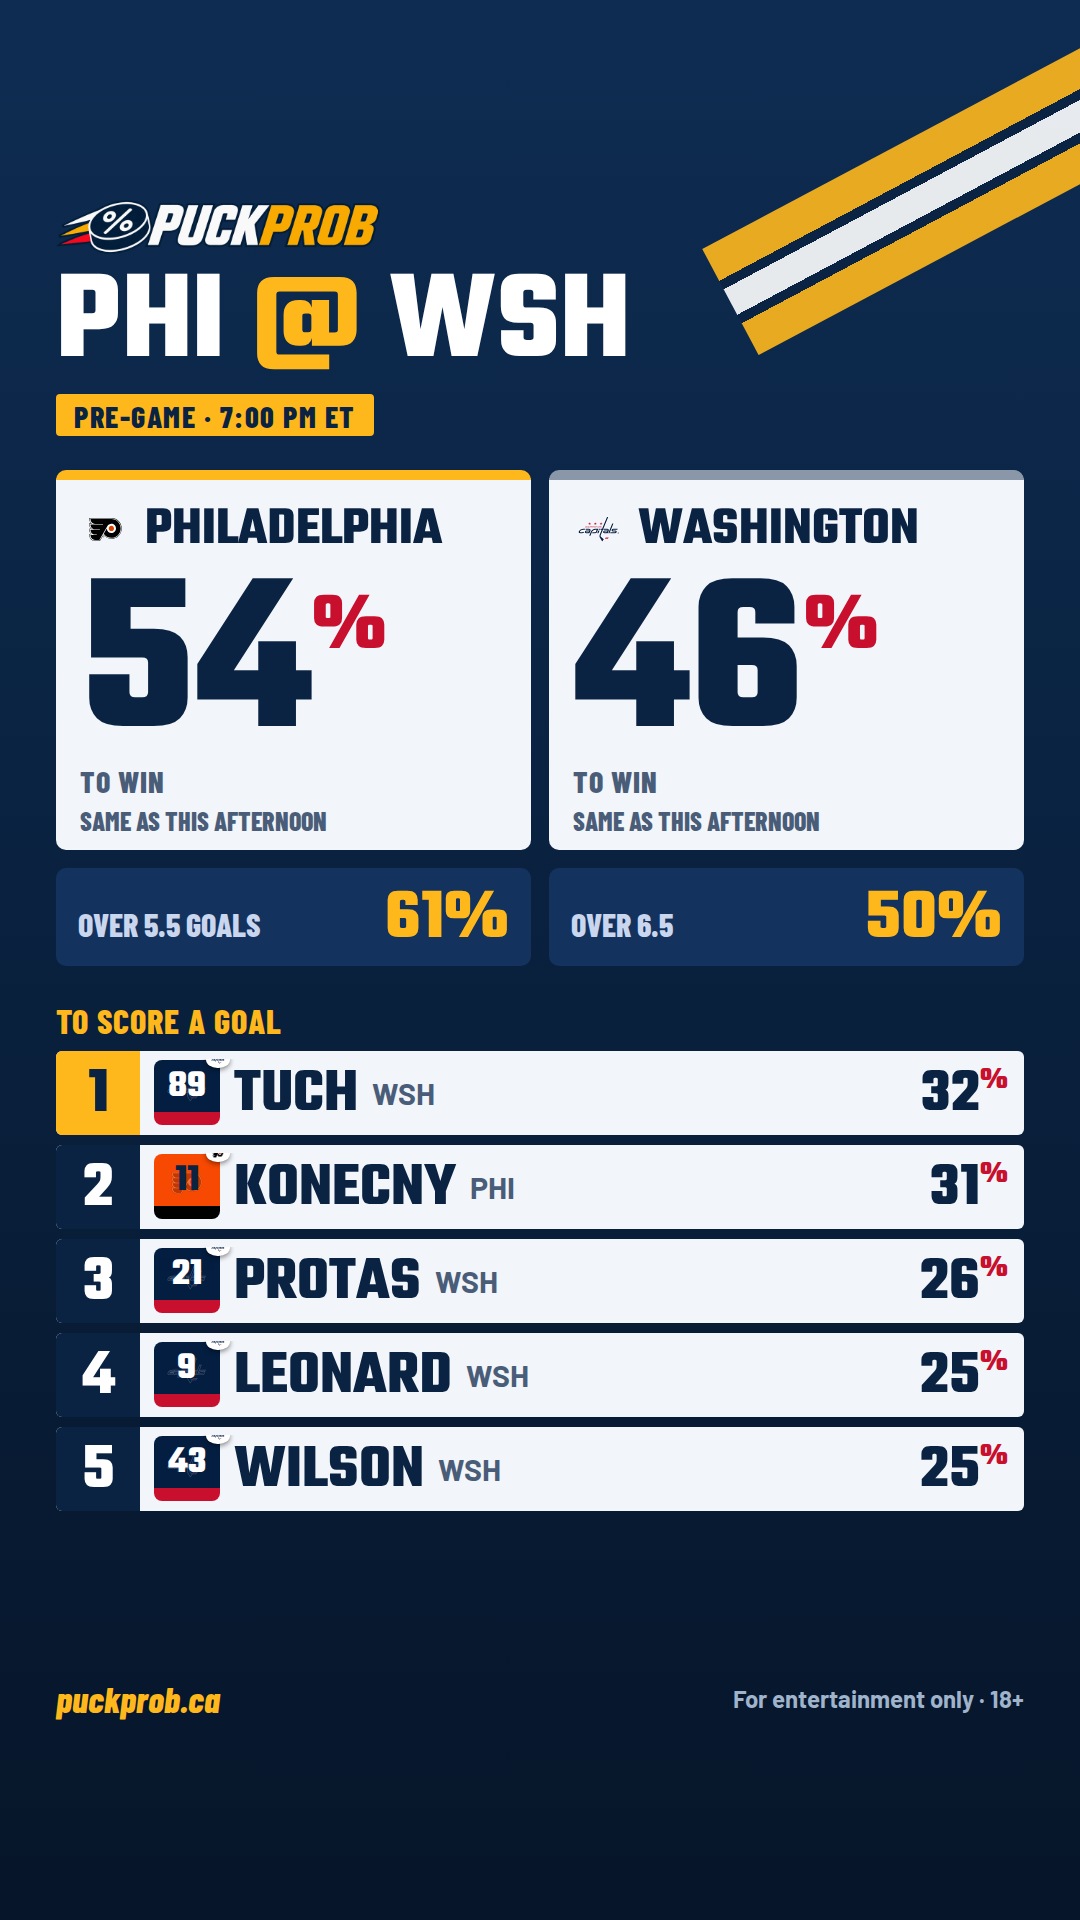 % PUCKPROB
PHI @ WSH
PRE-GAME · 7:00 PM ET
PHILADELPHIA
54%
TO WIN
SAME AS THIS AFTERNOON
capitals WASHINGTON
46%
TO WIN
SAME AS THIS AFTERNOON
OVER 5.5 GOALS 61%
OVER 6.5 50%
TO SCORE A GOAL
1 89 TUCH WSH 32%
2 11 KONECNY PHI 31%
3 21 PROTAS WSH 26%
4 9 LEONARD WSH 25%
5 43 WILSON WSH 25%
puckprob.ca
For entertainment only · 18+